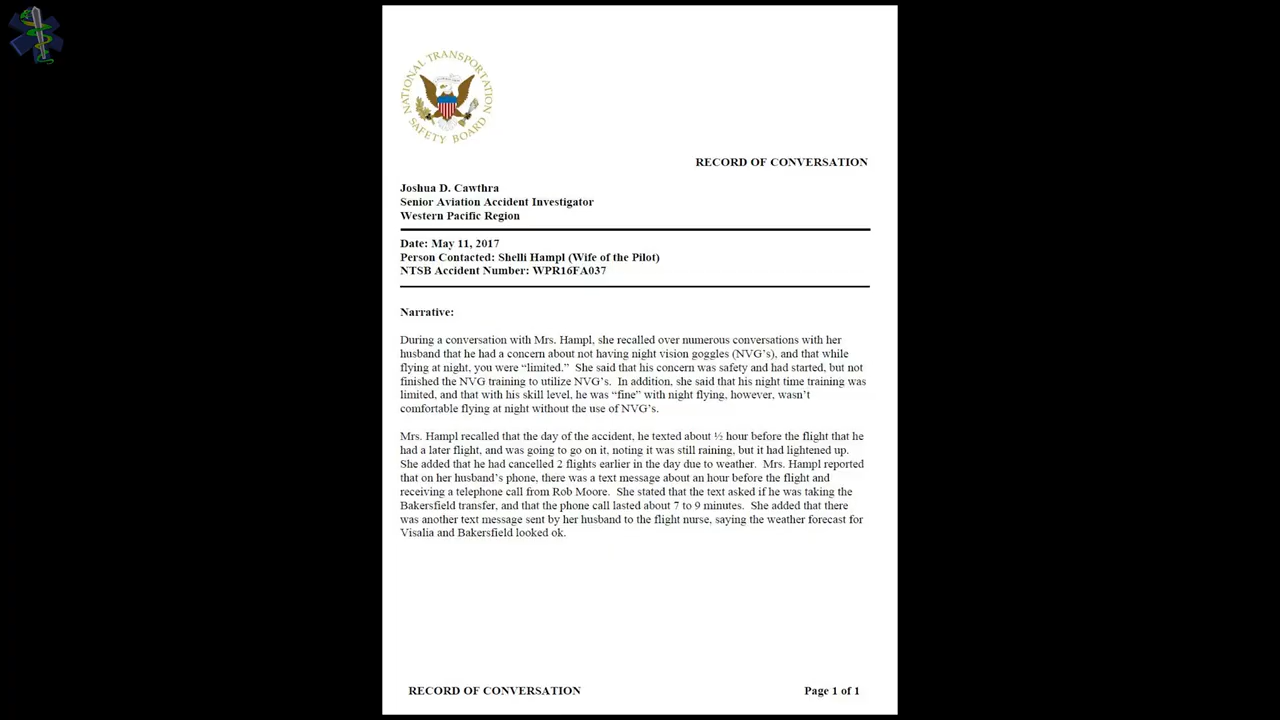 NATIONAL TRANSPORTATION
SAFETY BOARD
RECORD OF CONVERSATION
Joshua D. Cawthra
Senior Aviation Accident Investigator
Western Pacific Region
Date: May 11, 2017
Person Contacted: Shelli Hampl (Wife of the Pilot)
NTSB Accident Number: WPR16FA037
Narrative:
During a conversation with Mrs. Hampl, she recalled over numerous conversations with her
husband that he had a concern about not having night vision goggles (NVG's), and that while
flying at night, you were “limited.”  She said that his concern was safety and had started, but not
finished the NVG training to utilize NVG's.  In addition, she said that his night time training was
limited, and that with his skill level, he was “fine” with night flying, however, wasn't
comfortable flying at night without the use of NVG's.
Mrs. Hampl recalled that the day of the accident, he texted about ½ hour before the flight that he
had a later flight, and was going to go on it, noting it was still raining, but it had lightened up.
She added that he had cancelled 2 flights earlier in the day due to weather.  Mrs. Hampl reported
that on her husband's phone, there was a text message about an hour before the flight and
receiving a telephone call from Rob Moore.  She stated that the text asked if he was taking the
Bakersfield transfer, and that the phone call lasted about 7 to 9 minutes.  She added that there
was another text message sent by her husband to the flight nurse, saying the weather forecast for
Visalia and Bakersfield looked ok.
RECORD OF CONVERSATION
Page 1 of 1